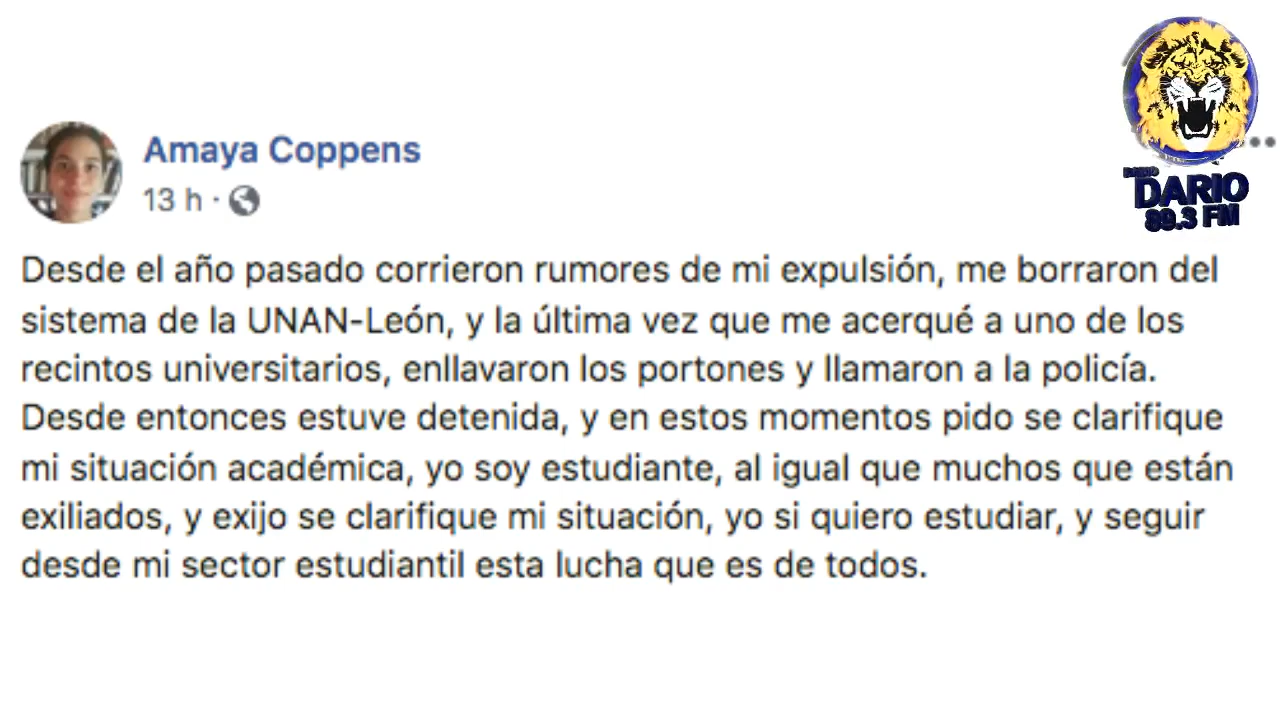 Amaya Coppens
13 h ·
RADIO
DARIO
89.3 FM
Desde el año pasado corrieron rumores de mi expulsión, me borraron del
sistema de la UNAN-León, y la última vez que me acerqué a uno de los
recintos universitarios, enllavaron los portones y llamaron a la policía.
Desde entonces estuve detenida, y en estos momentos pido se clarifique
mi situación académica, yo soy estudiante, al igual que muchos que están
exiliados, y exijo se clarifique mi situación, yo si quiero estudiar, y seguir
desde mi sector estudiantil esta lucha que es de todos.